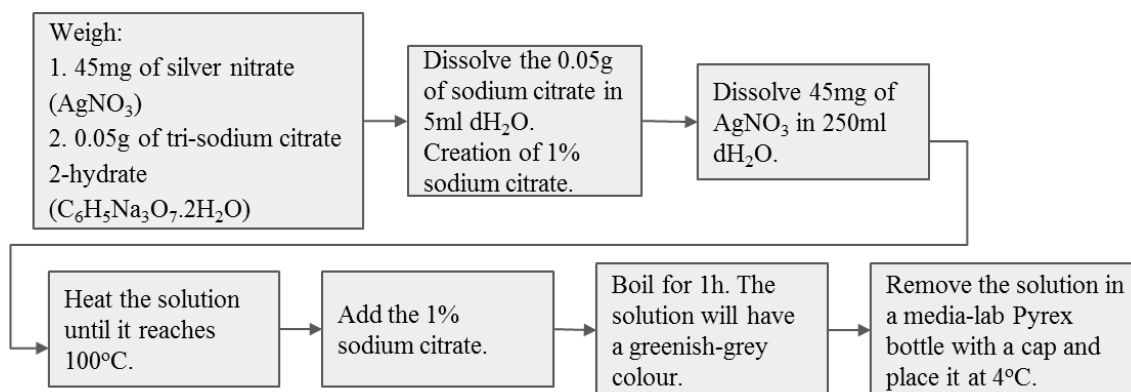 Weigh:
1. 45mg of silver nitrate
(AgNO₃)
2. 0.05g of tri-sodium citrate
2-hydrate
(C₆H₅Na₃O₇.2H₂O)
Dissolve the 0.05g
of sodium citrate in
5ml dH₂O.
Creation of 1%
sodium citrate.
Dissolve 45mg of
AgNO₃ in 250ml
dH₂O.
Heat the solution
until it reaches
100°C.
Add the 1%
sodium citrate.
Boil for 1h. The
solution will have
a greenish-grey
colour.
Remove the solution in
a media-lab Pyrex
bottle with a cap and
place it at 4°C.